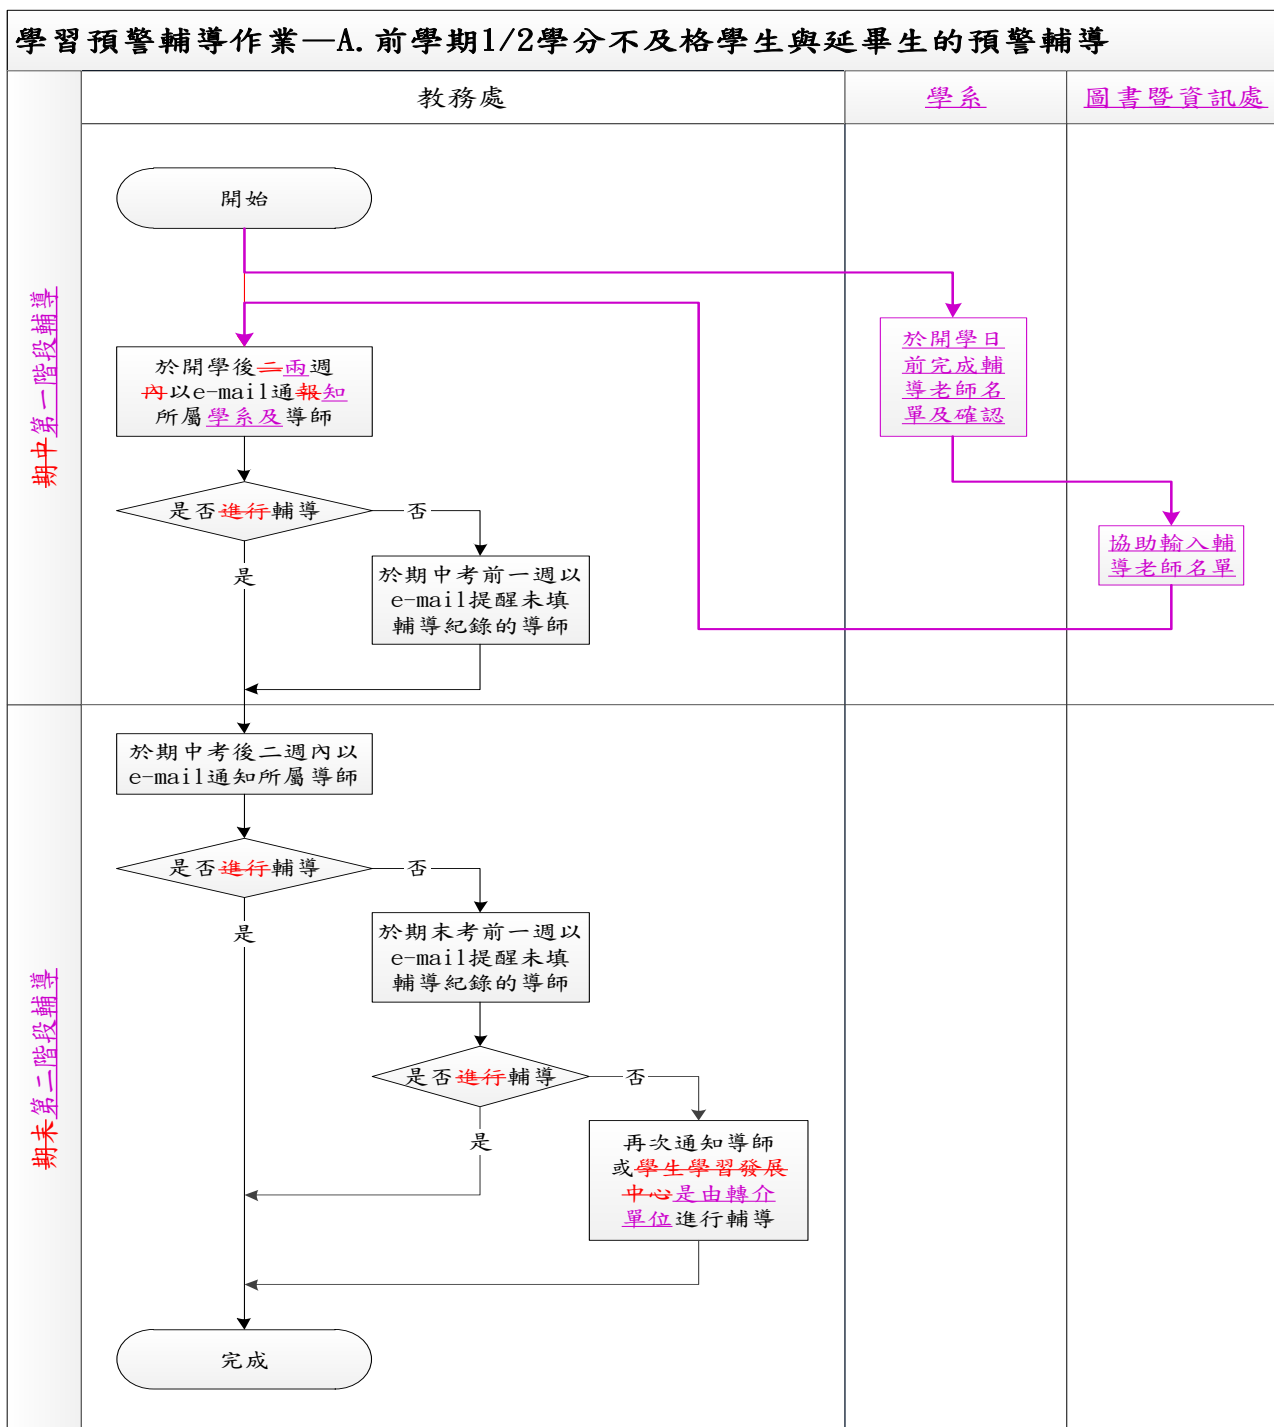 學習預警輔導作業—A.前學期1/2學分不及格學生與延畢生的預警輔導
教務處
學系
圖書暨資訊處
期中第一階段輔導
開始
於開學日
前完成輔
導老師名
單及確認
協助輸入輔
導老師名單
於開學後二兩週
內以e-mail通報知
所屬學系及導師
是否進行輔導
否
是
於期中考前一週以
e-mail提醒未填
輔導紀錄的導師
期末第二階段輔導
於期中考後二週內以
e-mail通知所屬導師
是否進行輔導
否
是
於期末考前一週以
e-mail提醒未填
輔導紀錄的導師
是否進行輔導
否
是
再次通知導師
或學生學習發展
中心是由轉介
單位進行輔導
完成